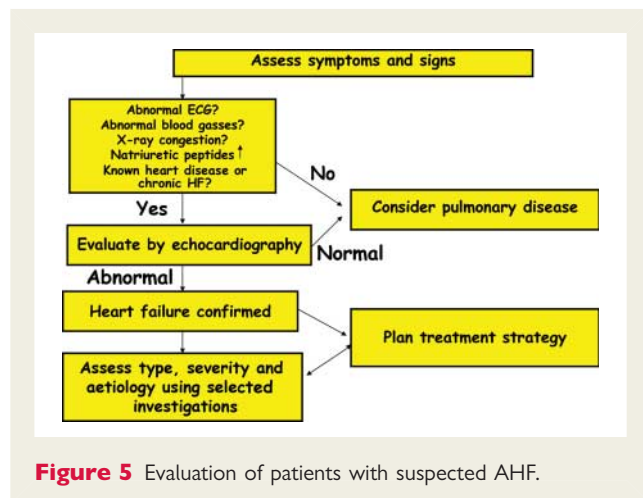 Assess symptoms and signs
Abnormal ECG?
Abnormal blood gasses?
X-ray congestion?
Natriuretic peptides ↑
Known heart disease or
chronic HF?
No
Yes
Consider pulmonary disease
Evaluate by echocardiography
Normal
Abnormal
Heart failure confirmed
Plan treatment strategy
Assess type, severity and
aetiology using selected
investigations
Figure 5 Evaluation of patients with suspected AHF.